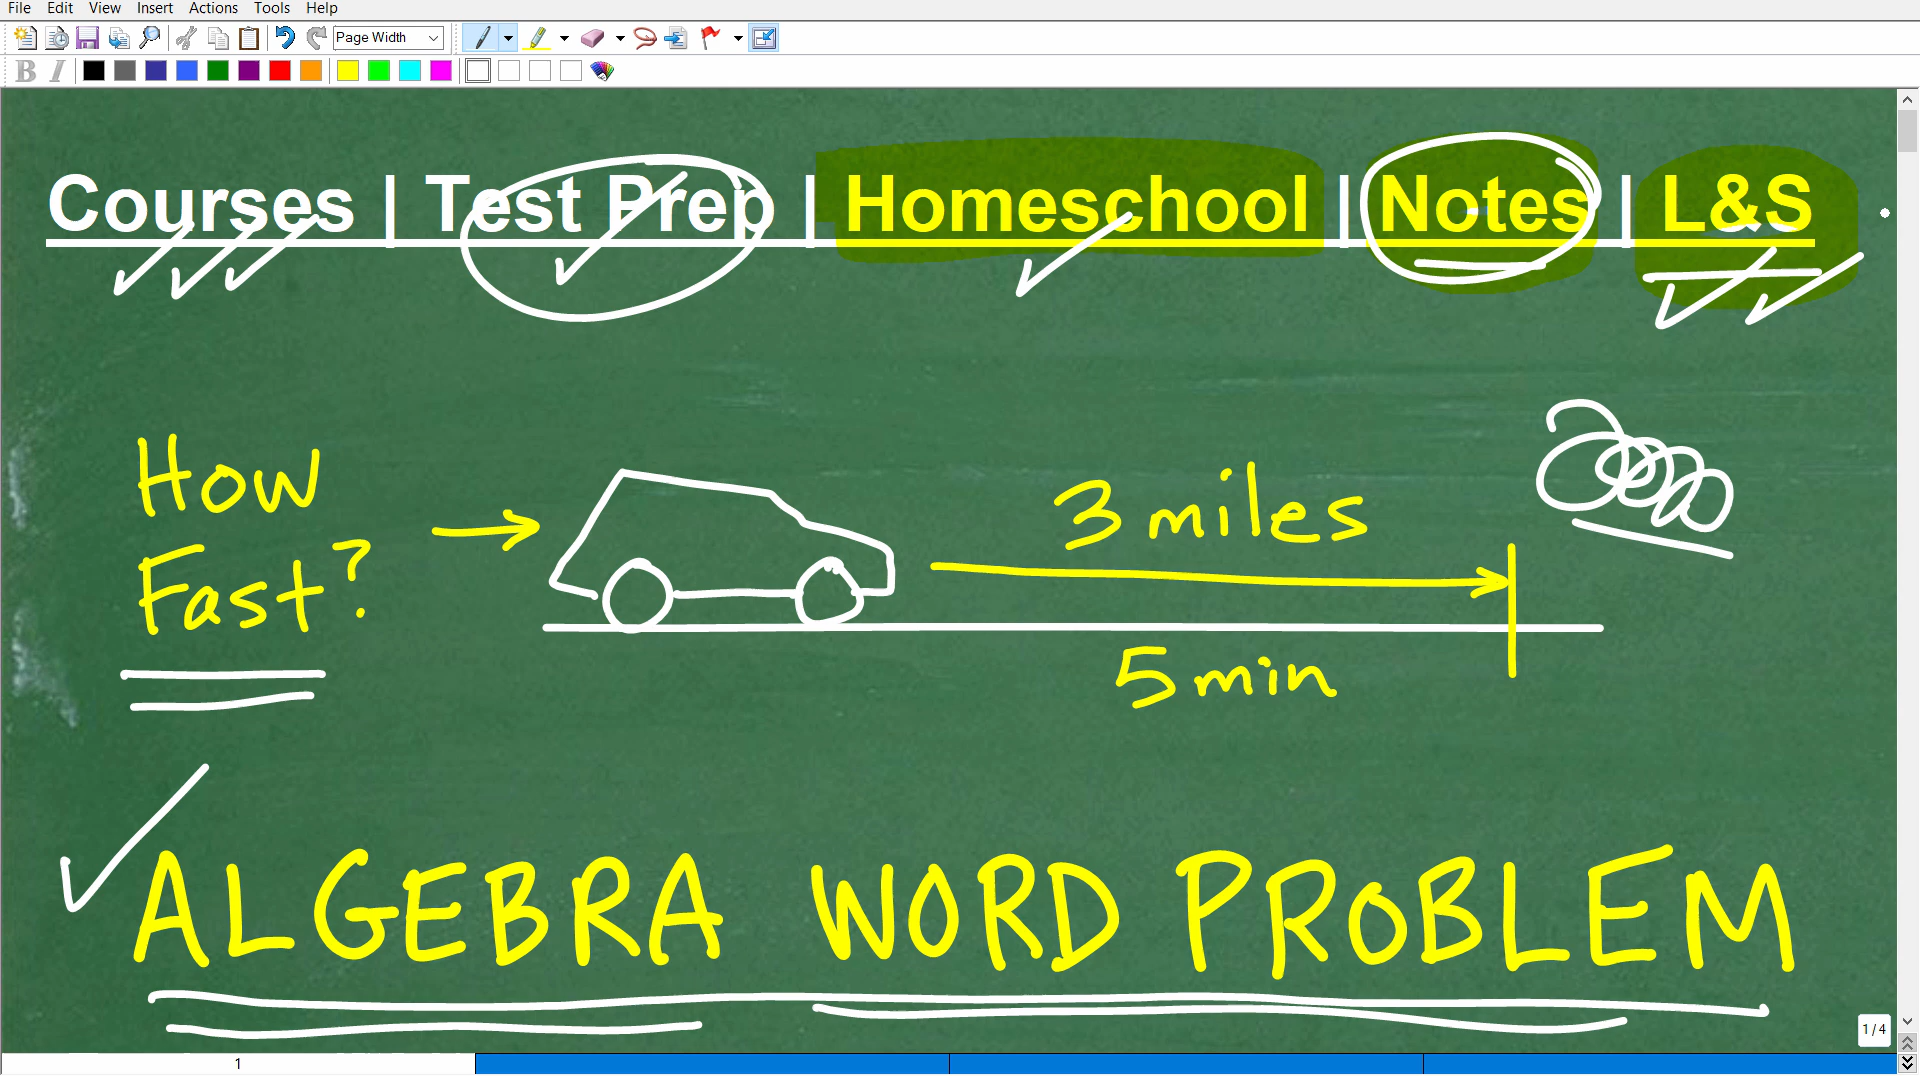 File Edit View Insert Actions Tools Help
Page Width
B I
Courses | Test Prep | Homeschool | Notes | L&S
How
Fast?
3 miles
5 min
ALGEBRA WORD PROBLEM
1 / 4
1